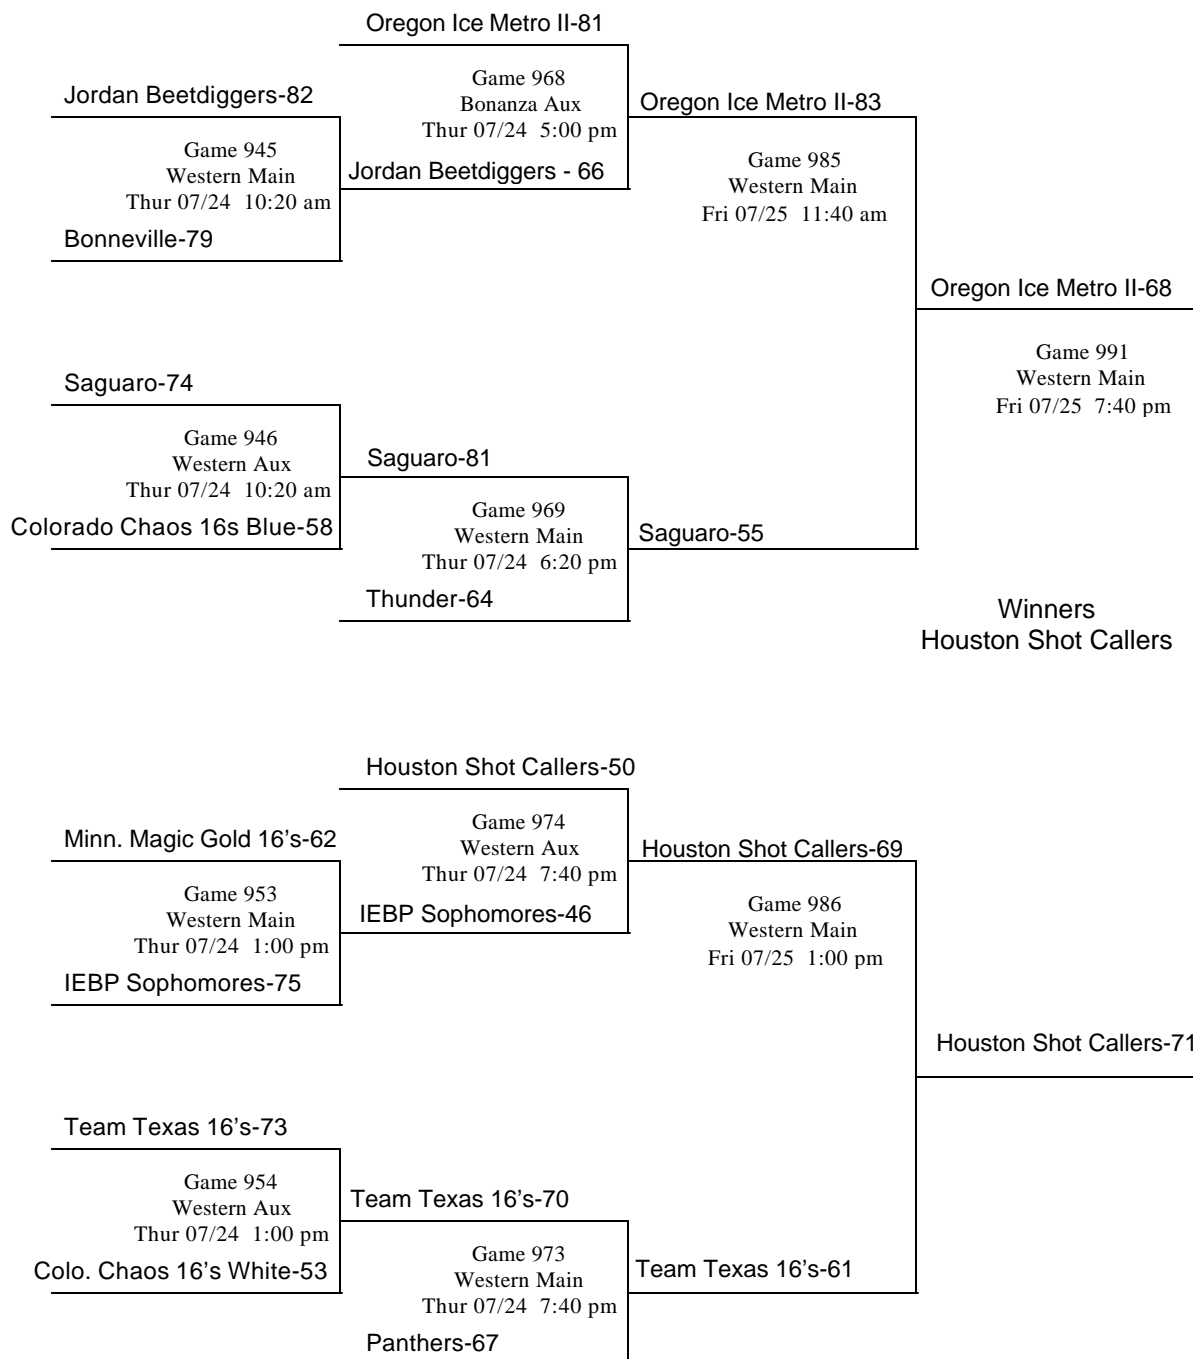 Oregon Ice Metro II-81
Jordan Beetdiggers-82
Game 968
Bonanza Aux
Thur 07/24  5:00 pm
Oregon Ice Metro II-83
Game 945
Western Main
Thur 07/24  10:20 am
Jordan Beetdiggers - 66
Game 985
Western Main
Fri 07/25  11:40 am
Bonneville-79
Oregon Ice Metro II-68
Game 991
Western Main
Fri 07/25  7:40 pm
Saguaro-74
Game 946
Western Aux
Thur 07/24  10:20 am
Saguaro-81
Colorado Chaos 16s Blue-58
Game 969
Western Main
Thur 07/24  6:20 pm
Saguaro-55
Thunder-64
Winners
Houston Shot Callers
Houston Shot Callers-50
Minn. Magic Gold 16's-62
Game 974
Western Aux
Thur 07/24  7:40 pm
Houston Shot Callers-69
Game 953
Western Main
Thur 07/24  1:00 pm
IEBP Sophomores-46
Game 986
Western Main
Fri 07/25  1:00 pm
IEBP Sophomores-75
Houston Shot Callers-71
Team Texas 16's-73
Game 954
Western Aux
Thur 07/24  1:00 pm
Team Texas 16's-70
Colo. Chaos 16's White-53
Game 973
Western Main
Thur 07/24  7:40 pm
Team Texas 16's-61
Panthers-67